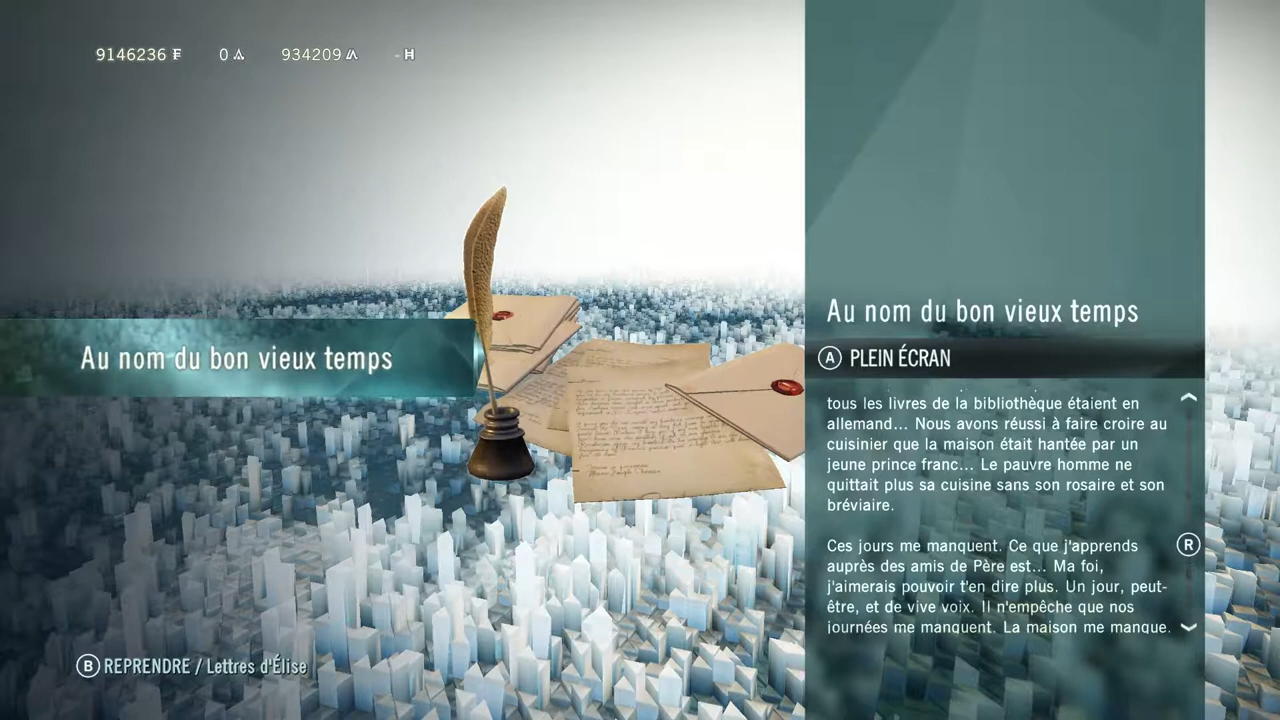 9146236 ₣ 0 934209 - H
Au nom du bon vieux temps
Au nom du bon vieux temps
A PLEIN ÉCRAN
tous les livres de la bibliothèque étaient en
allemand... Nous avons réussi à faire croire au
cuisinier que la maison était hantée par un
jeune prince franc... Le pauvre homme ne
quittait plus sa cuisine sans son rosaire et son
bréviaire.
Ces jours me manquent. Ce que j'apprends
auprès des amis de Père est... Ma foi,
j'aimerais pouvoir t'en dire plus. Un jour, peut-
être, et de vive voix. Il n'empêche que nos
journées me manquent. La maison me manque.
R
B REPRENDRE / Lettres d'Élise